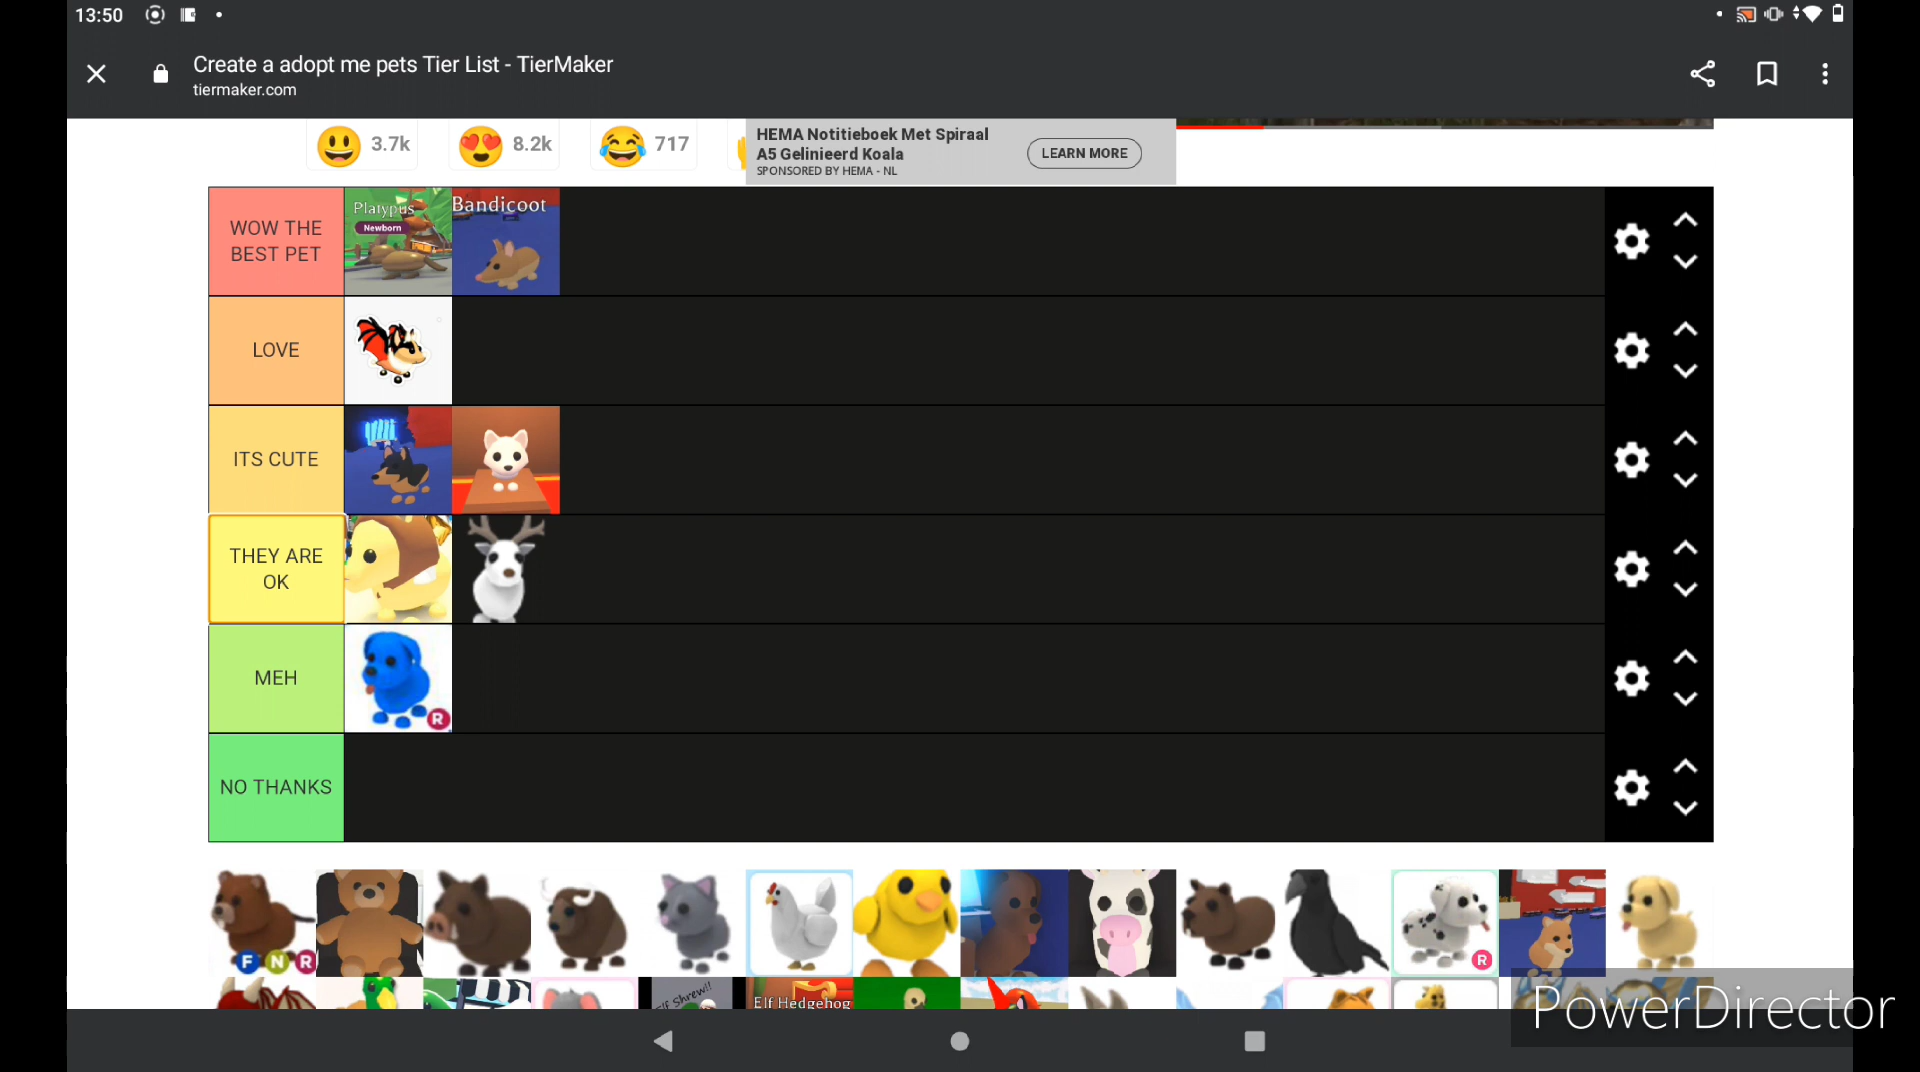 13:50
Create a adopt me pets Tier List - TierMaker
tiermaker.com
3.7k
8.2k
717
HEMA Notitieboek Met Spiraal
A5 Gelinieerd Koala
SPONSORED BY HEMA - NL
LEARN MORE
WOW THE
BEST PET
Platypus
Newborn
Bandicoot
LOVE
ITS CUTE
THEY ARE
OK
MEH
R
NO THANKS
F N R
R
Elf Shrew!!
Elf Hedgehog
PowerDirector